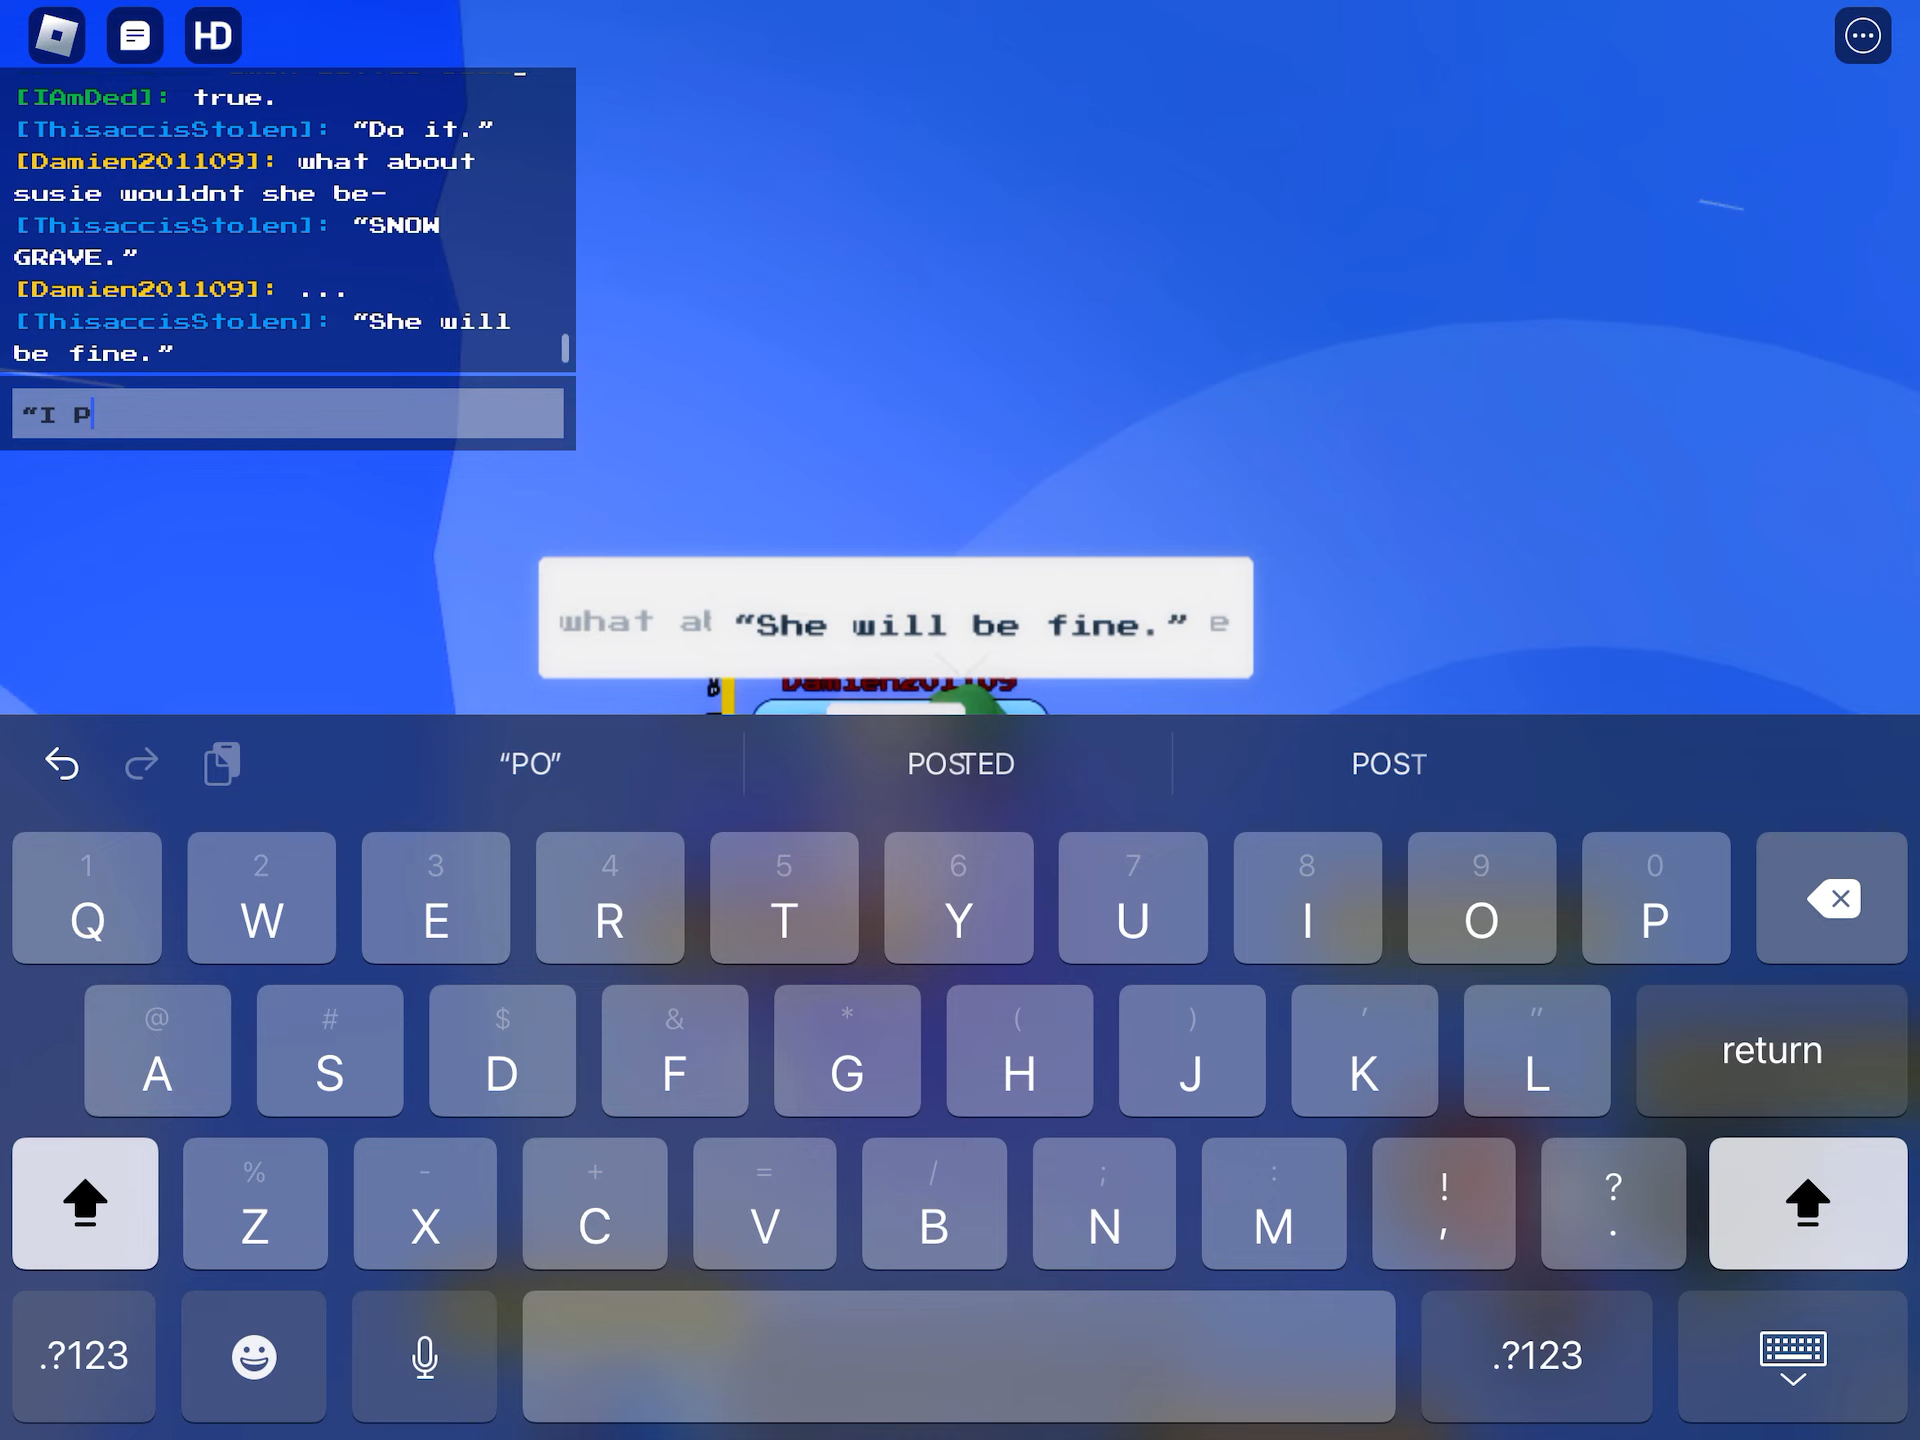 HD
[IAmDed]: true.
[ThisaccisStolen]: “Do it.”
[Damien201109]: what about
susie wouldnt she be-
[ThisaccisStolen]: “SNOW
GRAVE.”
[Damien201109]: ...
[ThisaccisStolen]: “She will
be fine.”
“I P
what “She will be fine.”
Damien201109
“PO” POSTED POST
1 2 3 4 5 6 7 8 9 0
Q W E R T Y U I O P
@ # $ & * ( ) ' "
A S D F G H J K L return
% - + = / ; : ! ?
Z X C V B N M , .
.?123 .?123